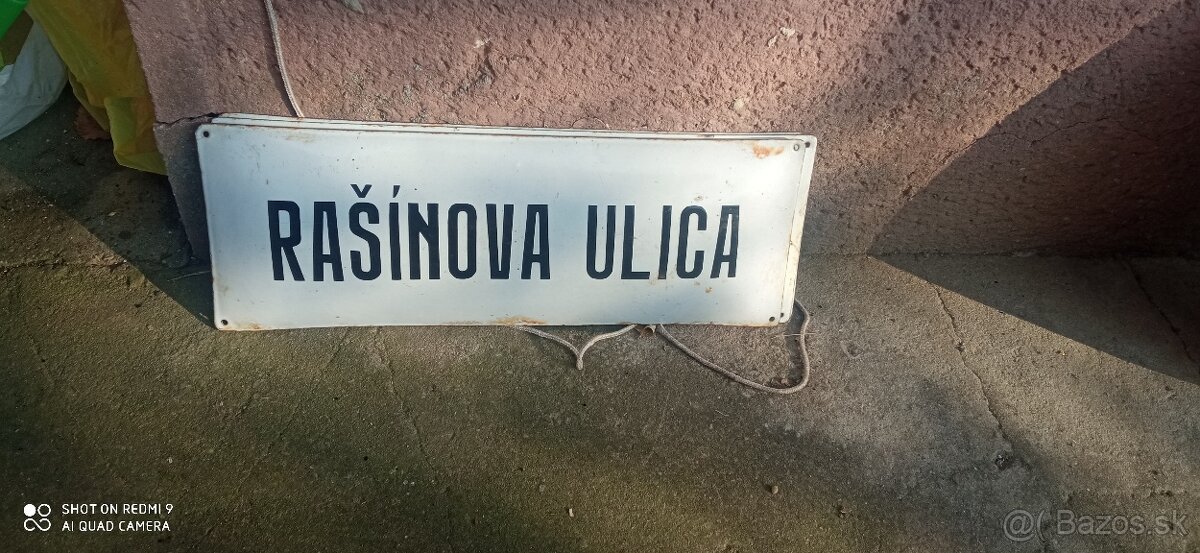 RAŠÍNOVA ULICA
SHOT ON REDMI 9
AI QUAD CAMERA
@( Bazos.sk